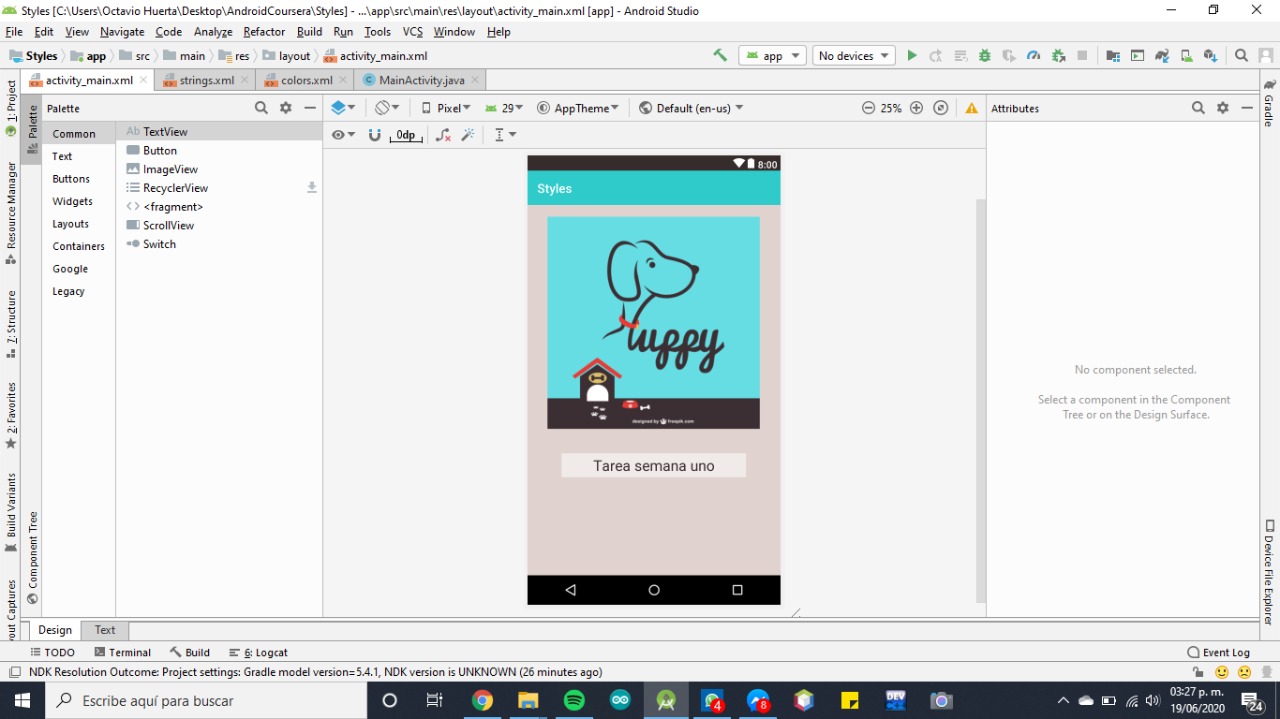 Styles [C:\Users\Octavio Huerta\Desktop\AndroidCoursera\Styles] - ...\app\src\main\res\layout\activity_main.xml [app] - Android Studio
File Edit View Navigate Code Analyze Refactor Build Run Tools VCS Window Help
Styles app src main res layout activity_main.xml app No devices
activity_main.xml strings.xml colors.xml MainActivity.java
Palette
Pixel 29 AppTheme Default (en-us) 25%
Attributes
0dp
Common
Text
Buttons
Widgets
Layouts
Containers
Google
Legacy
Ab TextView
Button
ImageView
RecyclerView
<> <fragment>
ScrollView
Switch
8:00
Styles
Puppy
designed by freepik.com
Tarea semana uno
No component selected.
Select a component in the Component
Tree or on the Design Surface.
1: Project
Resource Manager
Z: Structure
2: Favorites
Build Variants
out Captures
Palette
Component Tree
Gradle
Device File Explorer
Design Text
TODO Terminal Build 6: Logcat Event Log
NDK Resolution Outcome: Project settings: Gradle model version=5.4.1, NDK version is UNKNOWN (26 minutes ago)
Escribe aquí para buscar
4
8
DEV
03:27 p. m.
19/06/2020
24